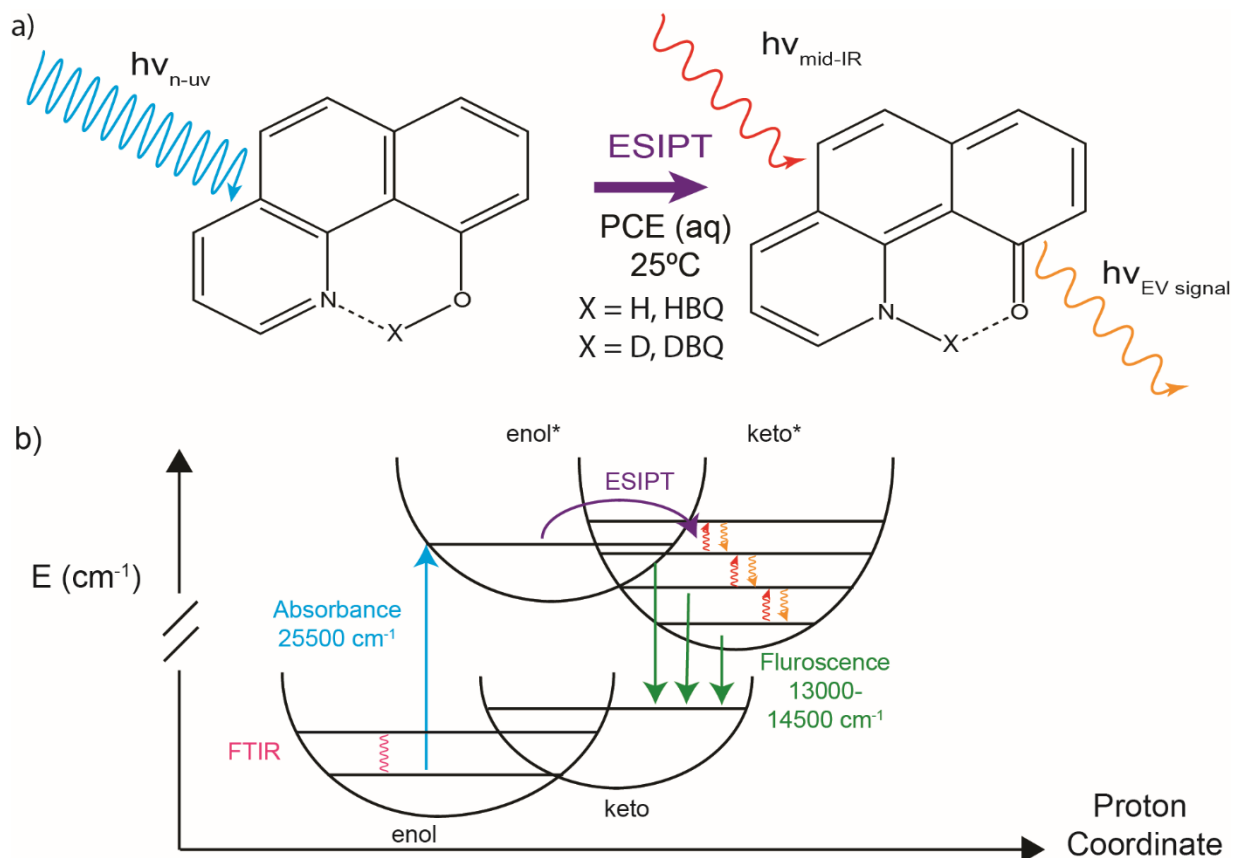 a)
hν n-uv
N
X
O
ESIPT
PCE (aq)
25ºC
X = H, HBQ
X = D, DBQ
hν mid-IR
N
X
O
hν EV signal
b)
E (cm-1)
enol*
keto*
ESIPT
Absorbance
25500 cm-1
Fluroscence
13000-
14500 cm-1
FTIR
enol
keto
Proton
Coordinate